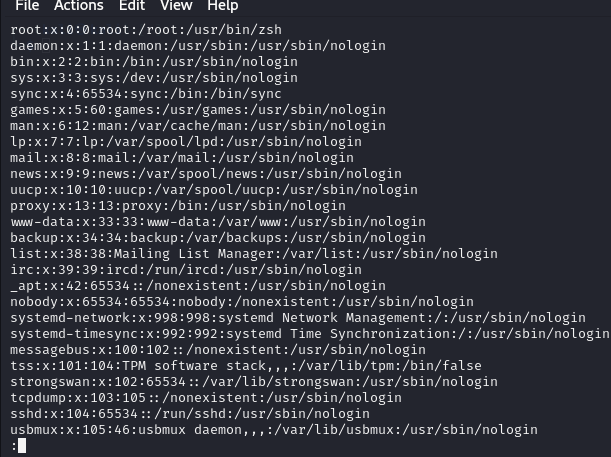 File Actions Edit View Help
root:x:0:0:root:/root:/usr/bin/zsh
daemon:x:1:1:daemon:/usr/sbin:/usr/sbin/nologin
bin:x:2:2:bin:/bin:/usr/sbin/nologin
sys:x:3:3:sys:/dev:/usr/sbin/nologin
sync:x:4:65534:sync:/bin:/bin/sync
games:x:5:60:games:/usr/games:/usr/sbin/nologin
man:x:6:12:man:/var/cache/man:/usr/sbin/nologin
lp:x:7:7:lp:/var/spool/lpd:/usr/sbin/nologin
mail:x:8:8:mail:/var/mail:/usr/sbin/nologin
news:x:9:9:news:/var/spool/news:/usr/sbin/nologin
uucp:x:10:10:uucp:/var/spool/uucp:/usr/sbin/nologin
proxy:x:13:13:proxy:/bin:/usr/sbin/nologin
www-data:x:33:33:www-data:/var/www:/usr/sbin/nologin
backup:x:34:34:backup:/var/backups:/usr/sbin/nologin
list:x:38:38:Mailing List Manager:/var/list:/usr/sbin/nologin
irc:x:39:39:ircd:/run/ircd:/usr/sbin/nologin
_apt:x:42:65534::/nonexistent:/usr/sbin/nologin
nobody:x:65534:65534:nobody:/nonexistent:/usr/sbin/nologin
systemd-network:x:998:998:systemd Network Management:/:/usr/sbin/nologin
systemd-timesync:x:992:992:systemd Time Synchronization:/:/usr/sbin/nologin
messagebus:x:100:102::/nonexistent:/usr/sbin/nologin
tss:x:101:104:TPM software stack,,,:/var/lib/tpm:/bin/false
strongswan:x:102:65534::/var/lib/strongswan:/usr/sbin/nologin
tcpdump:x:103:105::/nonexistent:/usr/sbin/nologin
sshd:x:104:65534::/run/sshd:/usr/sbin/nologin
usbmux:x:105:46:usbmux daemon,,,:/var/lib/usbmux:/usr/sbin/nologin
: